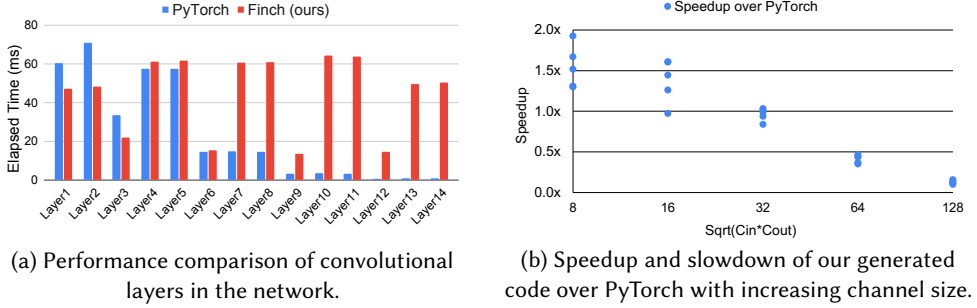 PyTorch Finch (ours)
80
60
40
20
0
Elapsed Time (ms)
Layer1 Layer2 Layer3 Layer4 Layer5 Layer6 Layer7 Layer8 Layer9 Layer10 Layer11 Layer12 Layer13 Layer14
(a) Performance comparison of convolutional
layers in the network.
Speedup over PyTorch
2.0x
1.5x
1.0x
0.5x
0.0x
Speedup
8 16 32 64 128
Sqrt(Cin*Cout)
(b) Speedup and slowdown of our generated
code over PyTorch with increasing channel size.